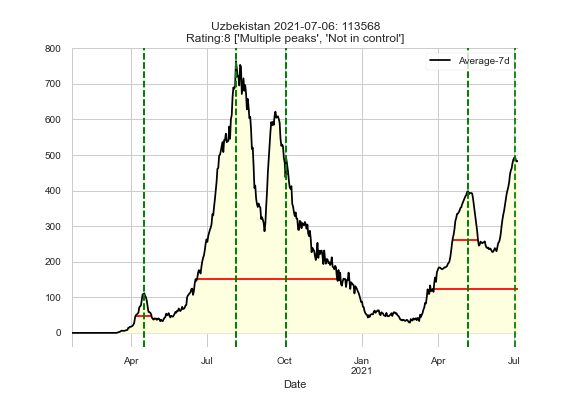 Uzbekistan 2021-07-06: 113568
Rating:8 ['Multiple peaks', 'Not in control']
Average-7d
800
700
600
500
400
300
200
100
0
Apr
Jul
Oct
Jan
2021
Apr
Jul
Date